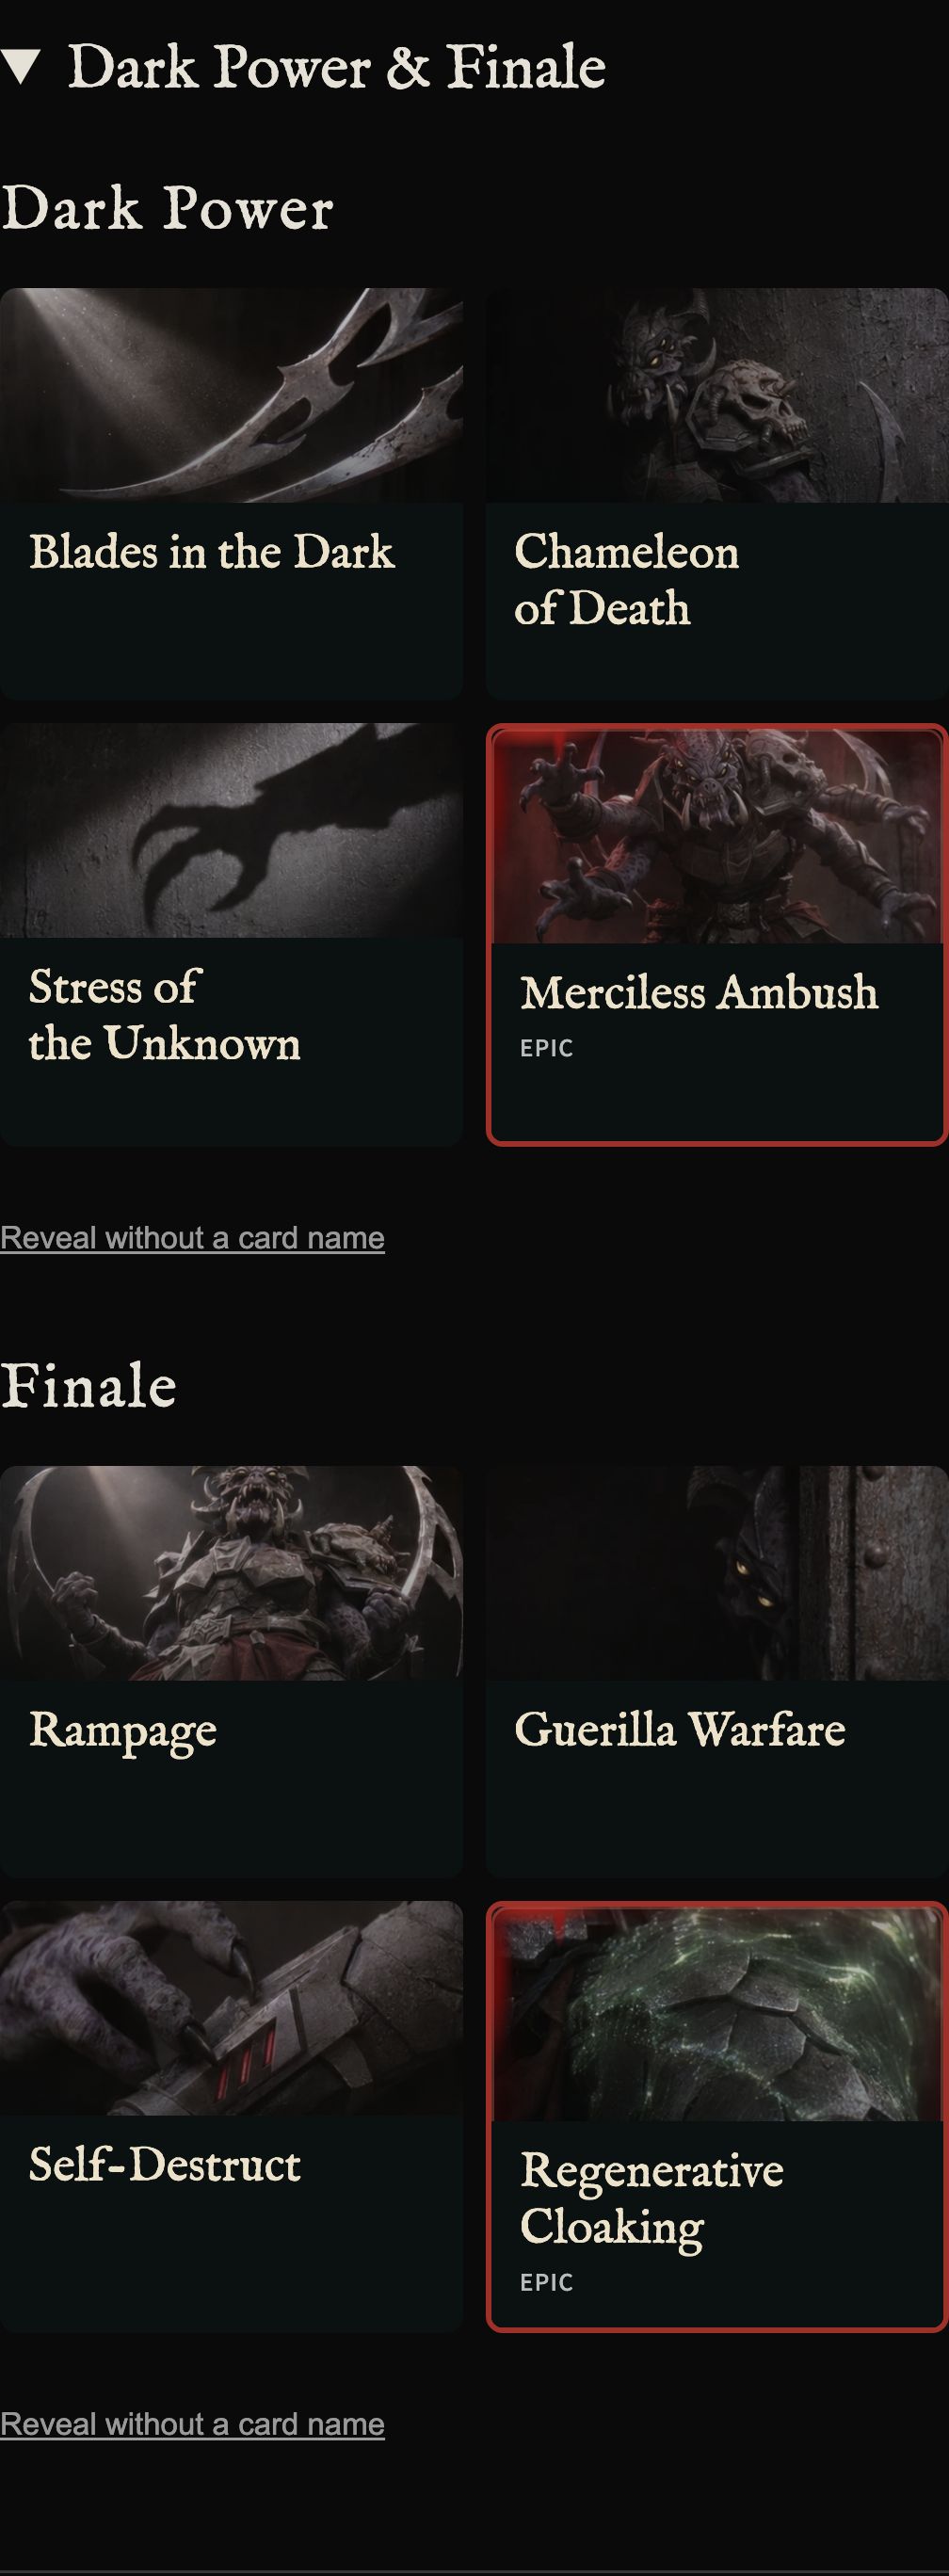 Dark Power & Finale
Dark Power
Blades in the Dark
Chameleon
of Death
Stress of
the Unknown
Merciless Ambush
EPIC
Reveal without a card name
Finale
Rampage
Guerilla Warfare
Self-Destruct
Regenerative
Cloaking
EPIC
Reveal without a card name